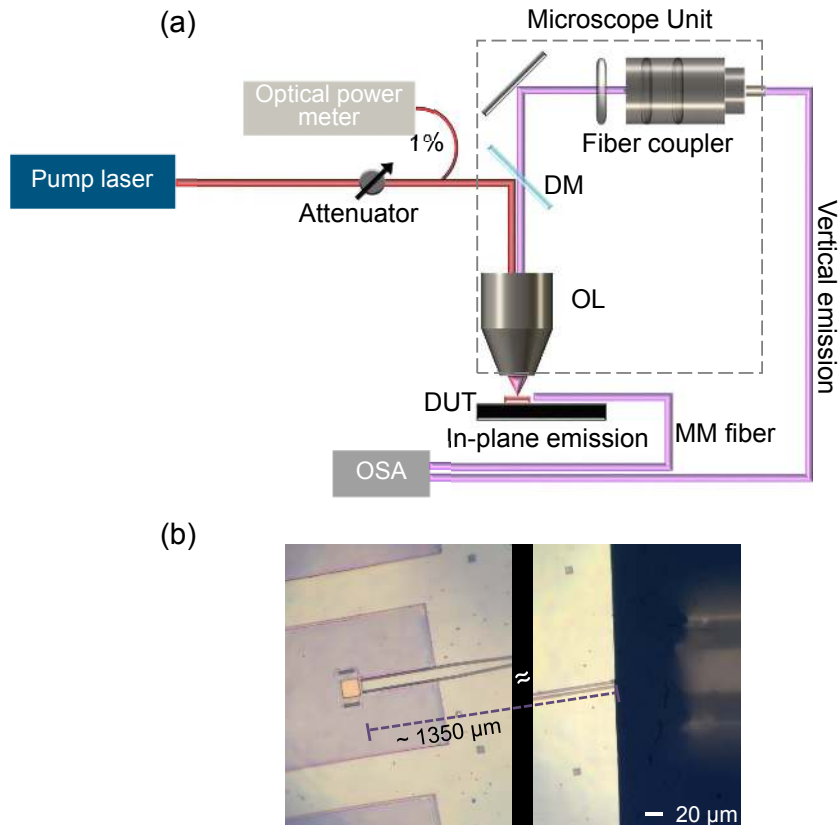 (a)
Microscope Unit
Optical power
meter
1%
Fiber coupler
Pump laser
DM
Attenuator
Vertical emission
OL
DUT
In-plane emission
MM fiber
OSA
(b)
≈
~ 1350 µm
20 µm